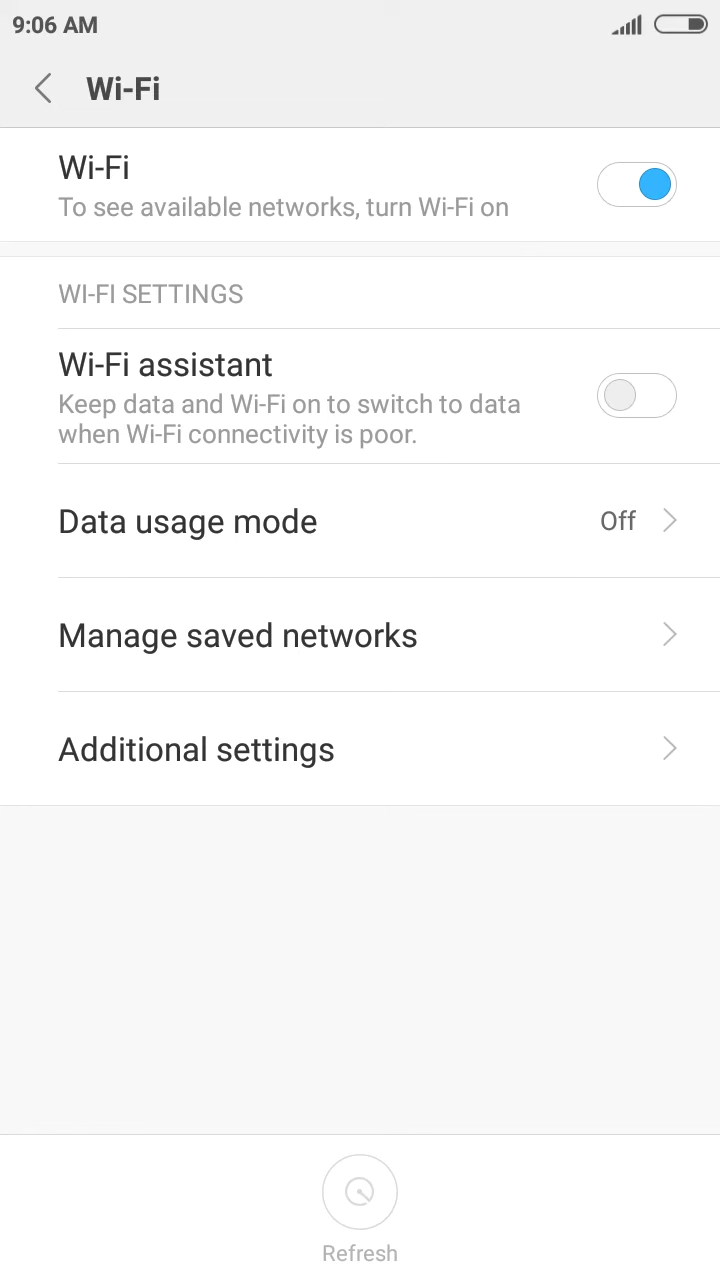 9:06 AM
Wi-Fi
Wi-Fi
To see available networks, turn Wi-Fi on
WI-FI SETTINGS
Wi-Fi assistant
Keep data and Wi-Fi on to switch to data
when Wi-Fi connectivity is poor.
Data usage mode Off
Manage saved networks
Additional settings
Refresh